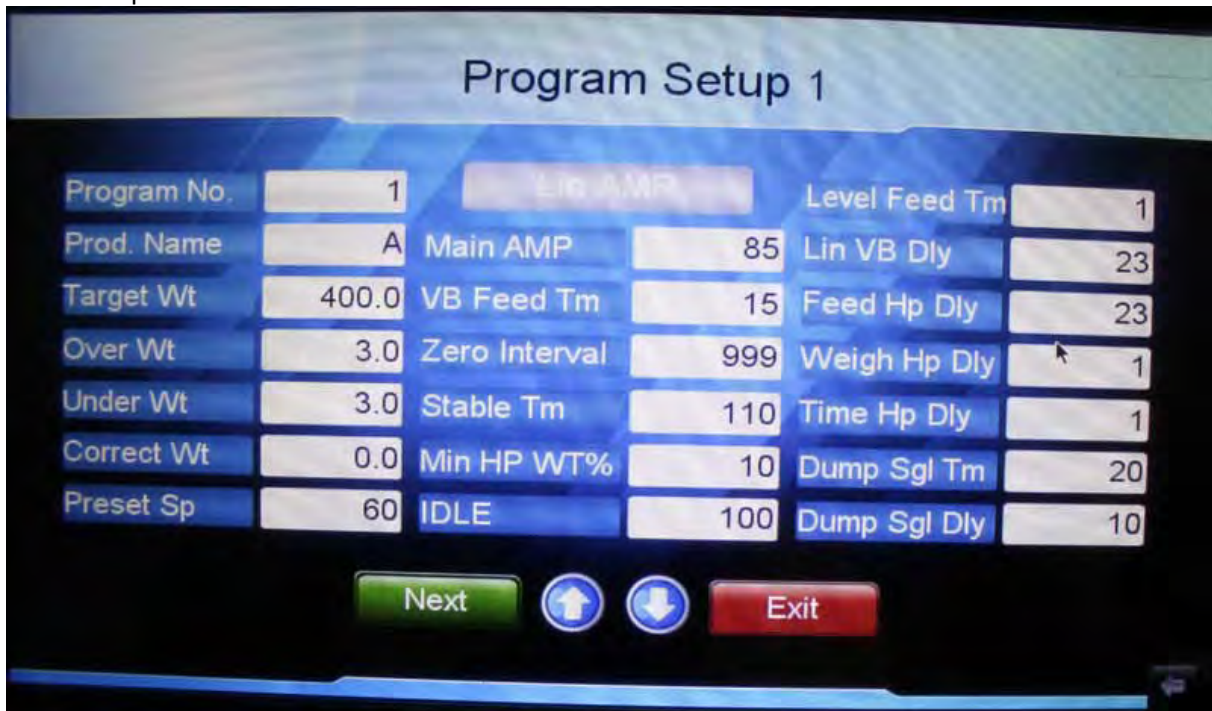 Program Setup 1
Program No. 1 Lin AMP Level Feed Tm 1
Prod. Name A Main AMP 85 Lin VB Dly 23
Target Wt 400.0 VB Feed Tm 15 Feed Hp Dly 23
Over Wt 3.0 Zero Interval 999 Weigh Hp Dly 1
Under Wt 3.0 Stable Tm 110 Time Hp Dly 1
Correct Wt 0.0 Min HP WT% 10 Dump Sgl Tm 20
Preset Sp 60 IDLE 100 Dump Sgl Dly 10
Next Exit